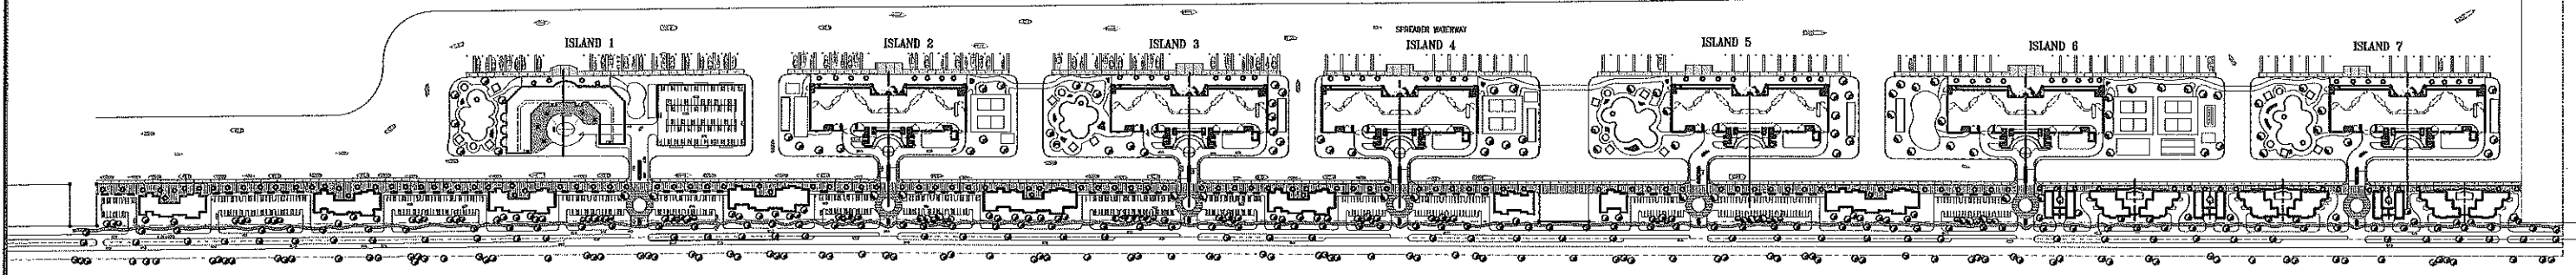 SPREADER WATERWAY
ISLAND 1
ISLAND 2
ISLAND 3
ISLAND 4
ISLAND 5
ISLAND 6
ISLAND 7